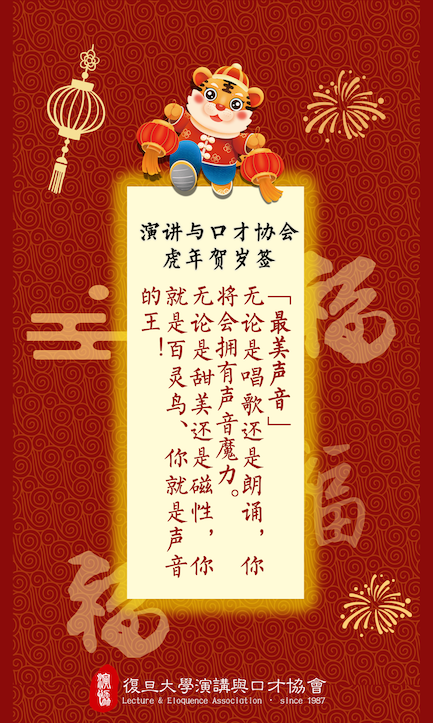 演讲与口才协会
虎年贺岁签
「最美声音」
无论是唱歌还是朗诵，你
将会拥有声音魔力。
无论是甜美还是磁性，你
就是百灵鸟、你就是声音
的王！
福
福
福
復旦大學演講與口才協會
Lecture & Eloquence Association · since 1987